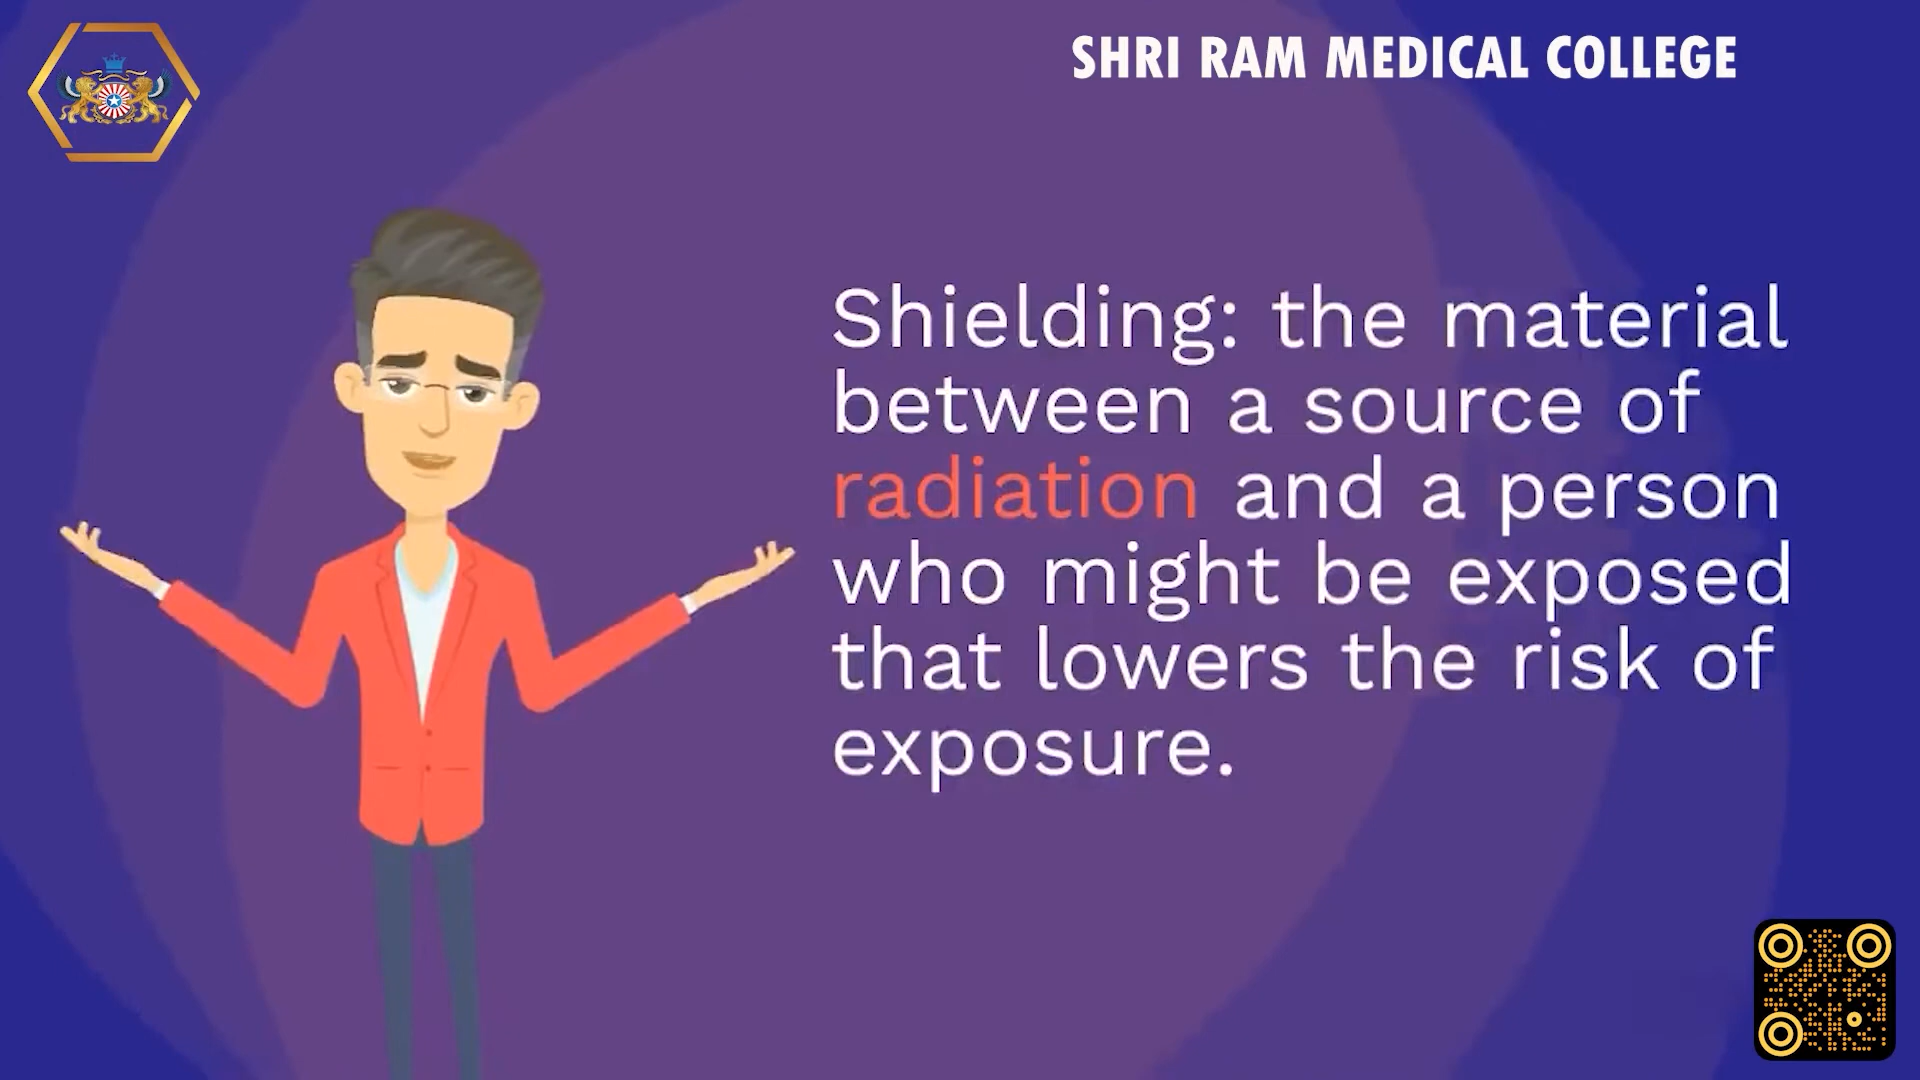 SHRI RAM MEDICAL COLLEGE
Shielding: the material
between a source of
radiation and a person
who might be exposed
that lowers the risk of
exposure.